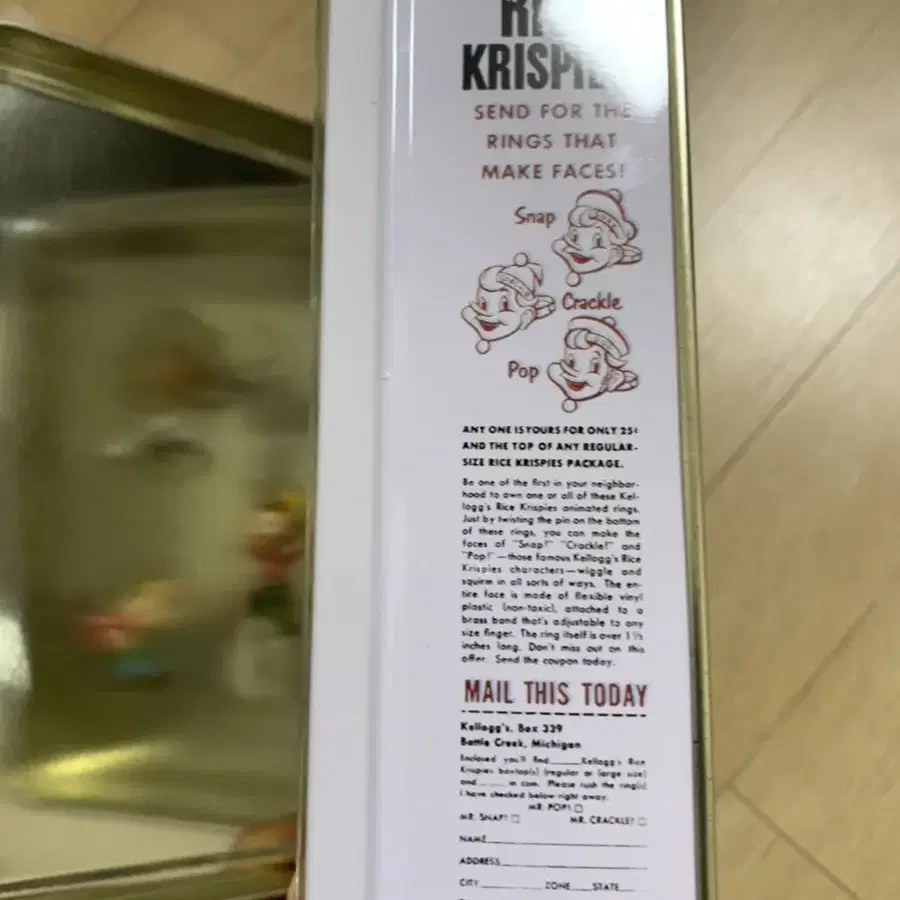 KRISPIES
SEND FOR THE
RINGS THAT
MAKE FACES!
Snap
Crackle
Pop
ANY ONE IS YOURS FOR ONLY 25¢
AND THE TOP OF ANY REGULAR-
SIZE RICE KRISPIES PACKAGE.
Be one of the first in your neighbor-
hood to own one or all of these Kel-
logg's Rice Krispies animated rings.
Just by twisting the pin on the bottom
of these rings, you can make the
faces of "Snap!" "Crackle!" and
"Pop!"—those famous Kellogg's Rice
Krispies characters—wiggle and
squirm in all sorts of ways. The en-
tire face is made of flexible vinyl
plastic (non-toxic), attached to a
brass band that's adjustable to any
size finger. The ring itself is over 1½
inches long. Don't miss out on this
offer. Send the coupon today.
MAIL THIS TODAY
Kellogg's, Box 339
Battle Creek, Michigan
Enclosed you'll find ____ Kellogg's Rice
Krispies boxtop(s) (regular or large size)
and ____ in coin. Please rush the ring(s)
I have checked below right away.
MR. POP! □
MR. SNAP! □ MR. CRACKLE! □
NAME
ADDRESS
CITY ____ ZONE ____ STATE ____